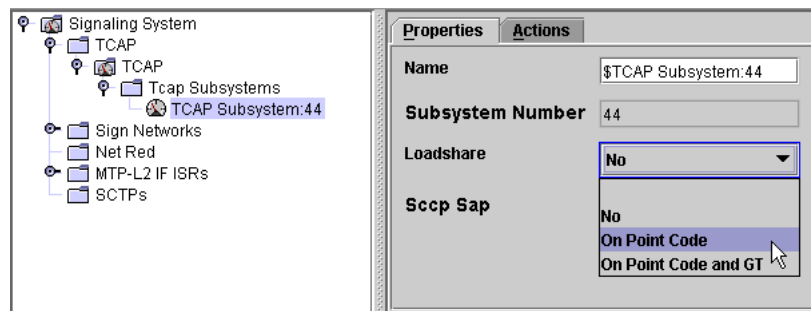 Signaling System
TCAP
TCAP
Tcap Subsystems
TCAP Subsystem:44
Sign Networks
Net Red
MTP-L2 IF ISRs
SCTPs
Properties
Actions
Name
$TCAP Subsystem:44
Subsystem Number
44
Loadshare
No
Sccp Sap
No
On Point Code
On Point Code and GT